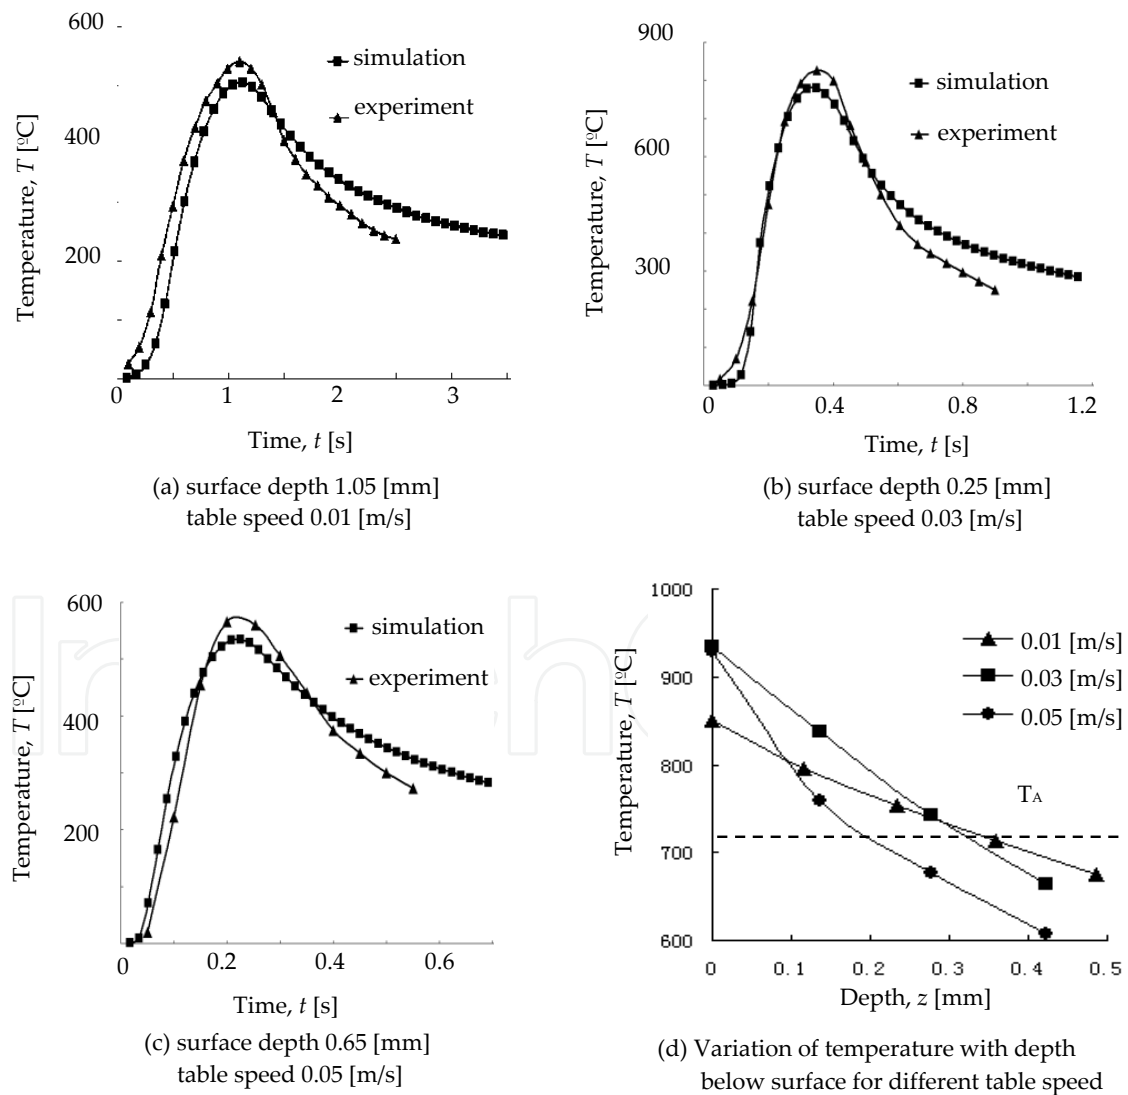 600
400
200
0
1
2
3
Temperature, T [ºC]
Time, t [s]
simulation
experiment
(a) surface depth 1.05 [mm]
table speed 0.01 [m/s]
900
600
300
0
0.4
0.8
1.2
Temperature, T [ºC]
Time, t [s]
simulation
experiment
(b) surface depth 0.25 [mm]
table speed 0.03 [m/s]
600
400
200
0
0.2
0.4
0.6
Temperature, T [ºC]
Time, t [s]
simulation
experiment
(c) surface depth 0.65 [mm]
table speed 0.05 [m/s]
1000
900
800
700
600
0
0.1
0.2
0.3
0.4
0.5
Temperature, T [ºC]
Depth, z [mm]
0.01 [m/s]
0.03 [m/s]
0.05 [m/s]
TA
(d) Variation of temperature with depth
below surface for different table speed